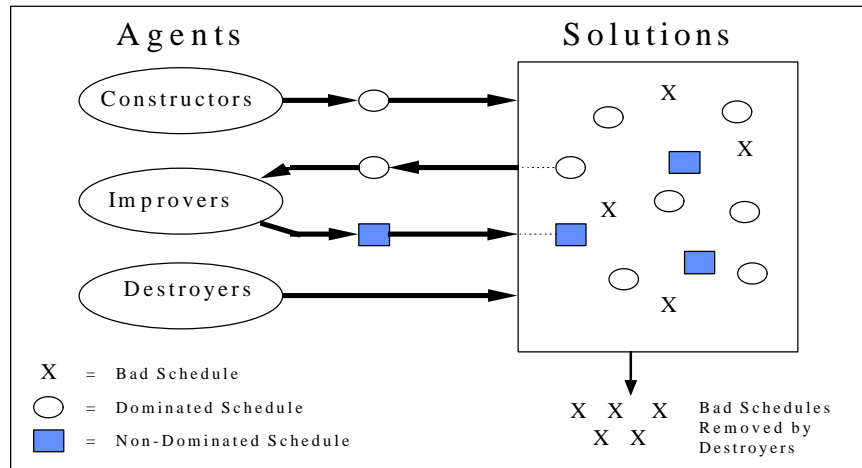 Agents
Solutions
Constructors
X
X
Improvers
X
Destroyers
X
X = Bad Schedule
= Dominated Schedule
= Non-Dominated Schedule
X X X
X X
Bad Schedules
Removed by
Destroyers